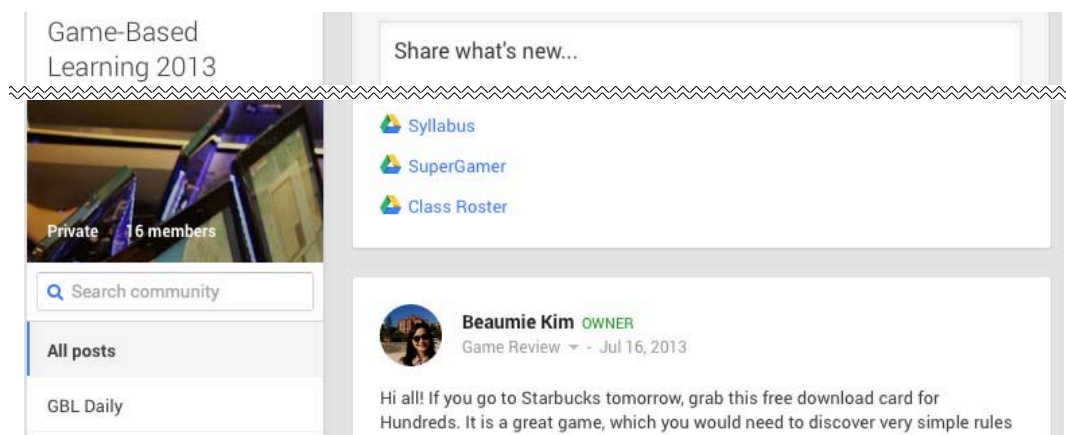 Game-Based
Learning 2013
Private 16 members
Search community
All posts
GBL Daily
Share what's new...
Syllabus
SuperGamer
Class Roster
Beaumie Kim OWNER
Game Review - Jul 16, 2013
Hi all! If you go to Starbucks tomorrow, grab this free download card for
Hundreds. It is a great game, which you would need to discover very simple rules